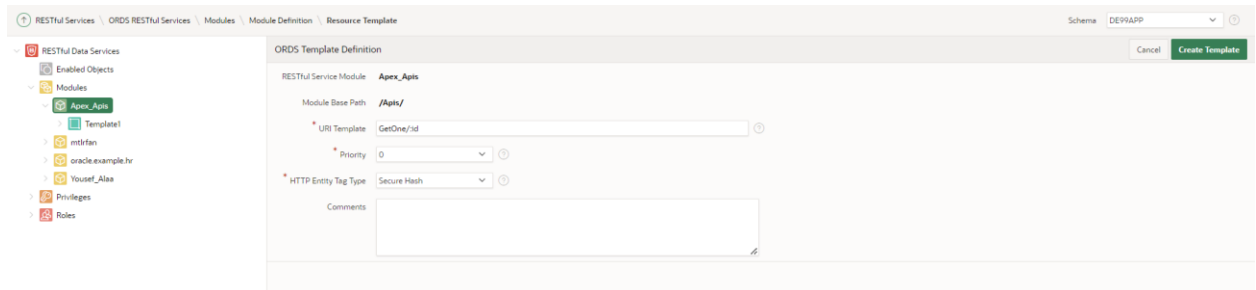 RESTful Services \ ORDS RESTful Services \ Modules \ Module Definition \ Resource Template
Schema DE99APP
RESTful Data Services
Enabled Objects
Modules
Apex_Apis
Template1
mtIrfan
oracle.example.hr
Yousef_Alaa
Privileges
Roles
ORDS Template Definition
Cancel Create Template
RESTful Service Module Apex_Apis
Module Base Path /Apis/
* URI Template GetOne/:id
* Priority 0
* HTTP Entity Tag Type Secure Hash
Comments